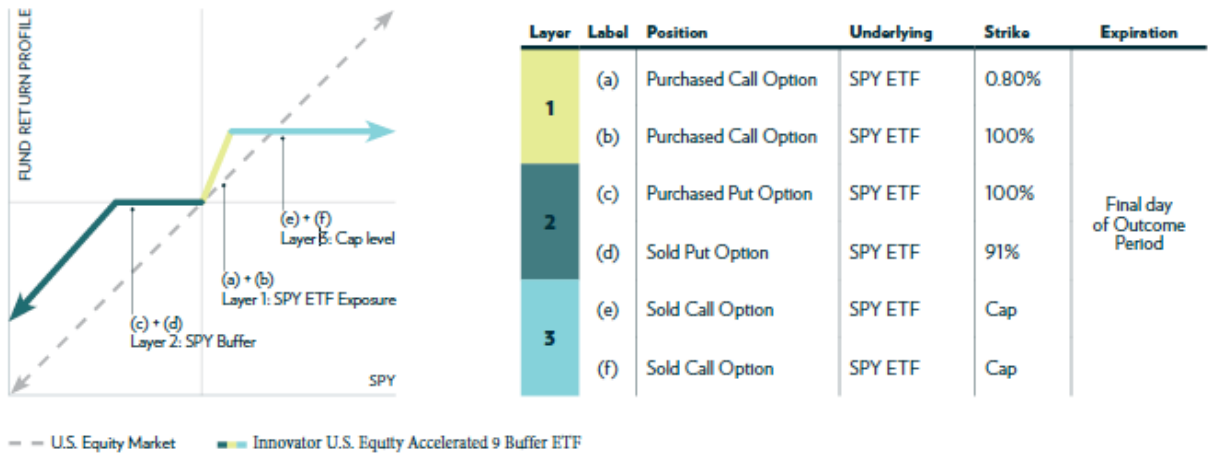 FUND RETURN PROFILE
(e) + (f)
Layer 3: Cap level
(a) + (b)
Layer 1: SPY ETF Exposure
(c) + (d)
Layer 2: SPY Buffer
SPY
Layer Label Position Underlying Strike Expiration
1
(a) Purchased Call Option SPY ETF 0.80%
(b) Purchased Call Option SPY ETF 100%
2
(c) Purchased Put Option SPY ETF 100%
(d) Sold Put Option SPY ETF 91%
3
(e) Sold Call Option SPY ETF Cap
(f) Sold Call Option SPY ETF Cap
Final day
of Outcome
Period
U.S. Equity Market
Innovator U.S. Equity Accelerated 9 Buffer ETF